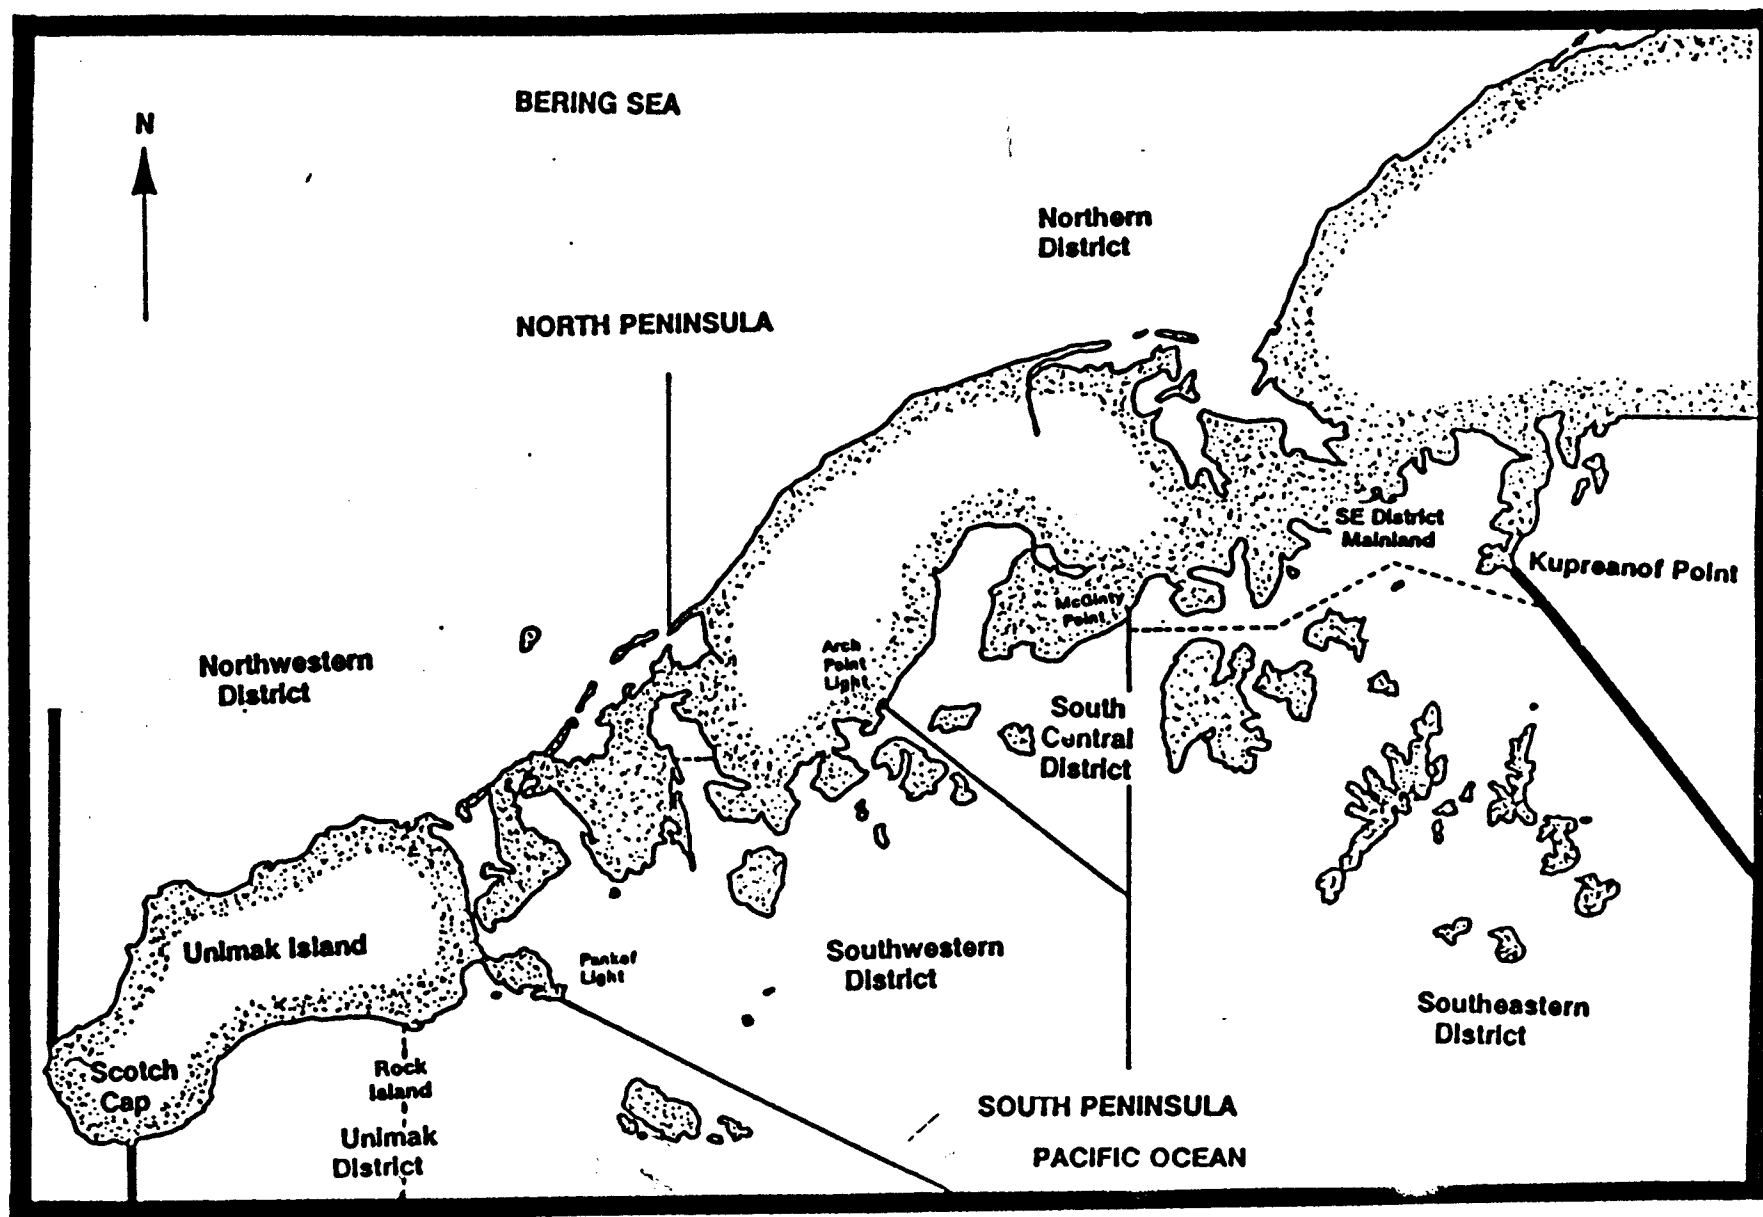 BERING SEA
N
Northern
District
NORTH PENINSULA
SE District
Mainland
Kupreanof Point
McGinty
Point
Arch
Point
Light
Northwestern
District
South
Central
District
Unimak Island
Pankof
Light
Southwestern
District
Southeastern
District
Scotch
Cap
Rock
Island
Unimak
District
SOUTH PENINSULA
PACIFIC OCEAN